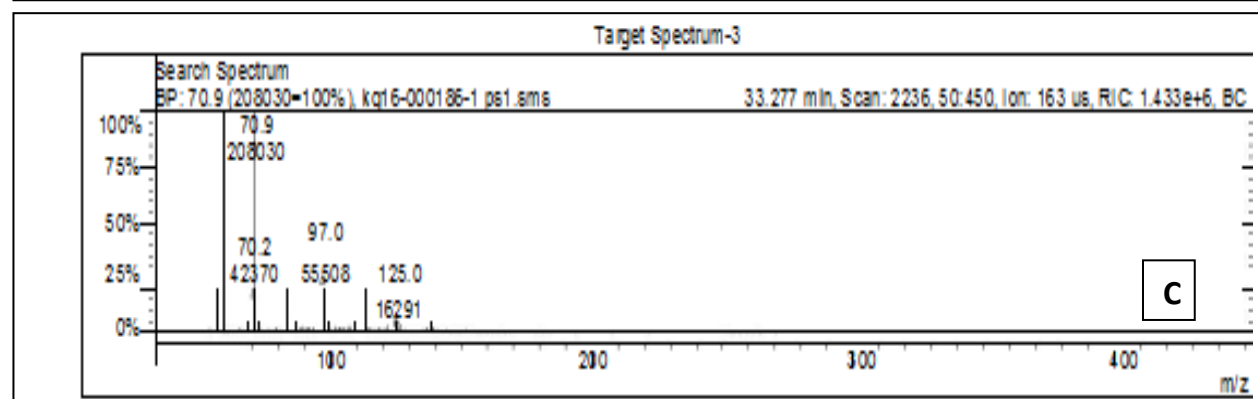 Target Spectrum-3
Search Spectrum
BP: 70.9 (208030=100%), kq16-000186-1 ps1.sms 33.277 min, Scan: 2236, 50:450, Ion: 163 us, RIC: 1.433e+6, BC
100%
70.9
208030
75%
50%
97.0
70.2
25%
42370
55508
125.0
C
16291
0%
100 200 300 400
m/z